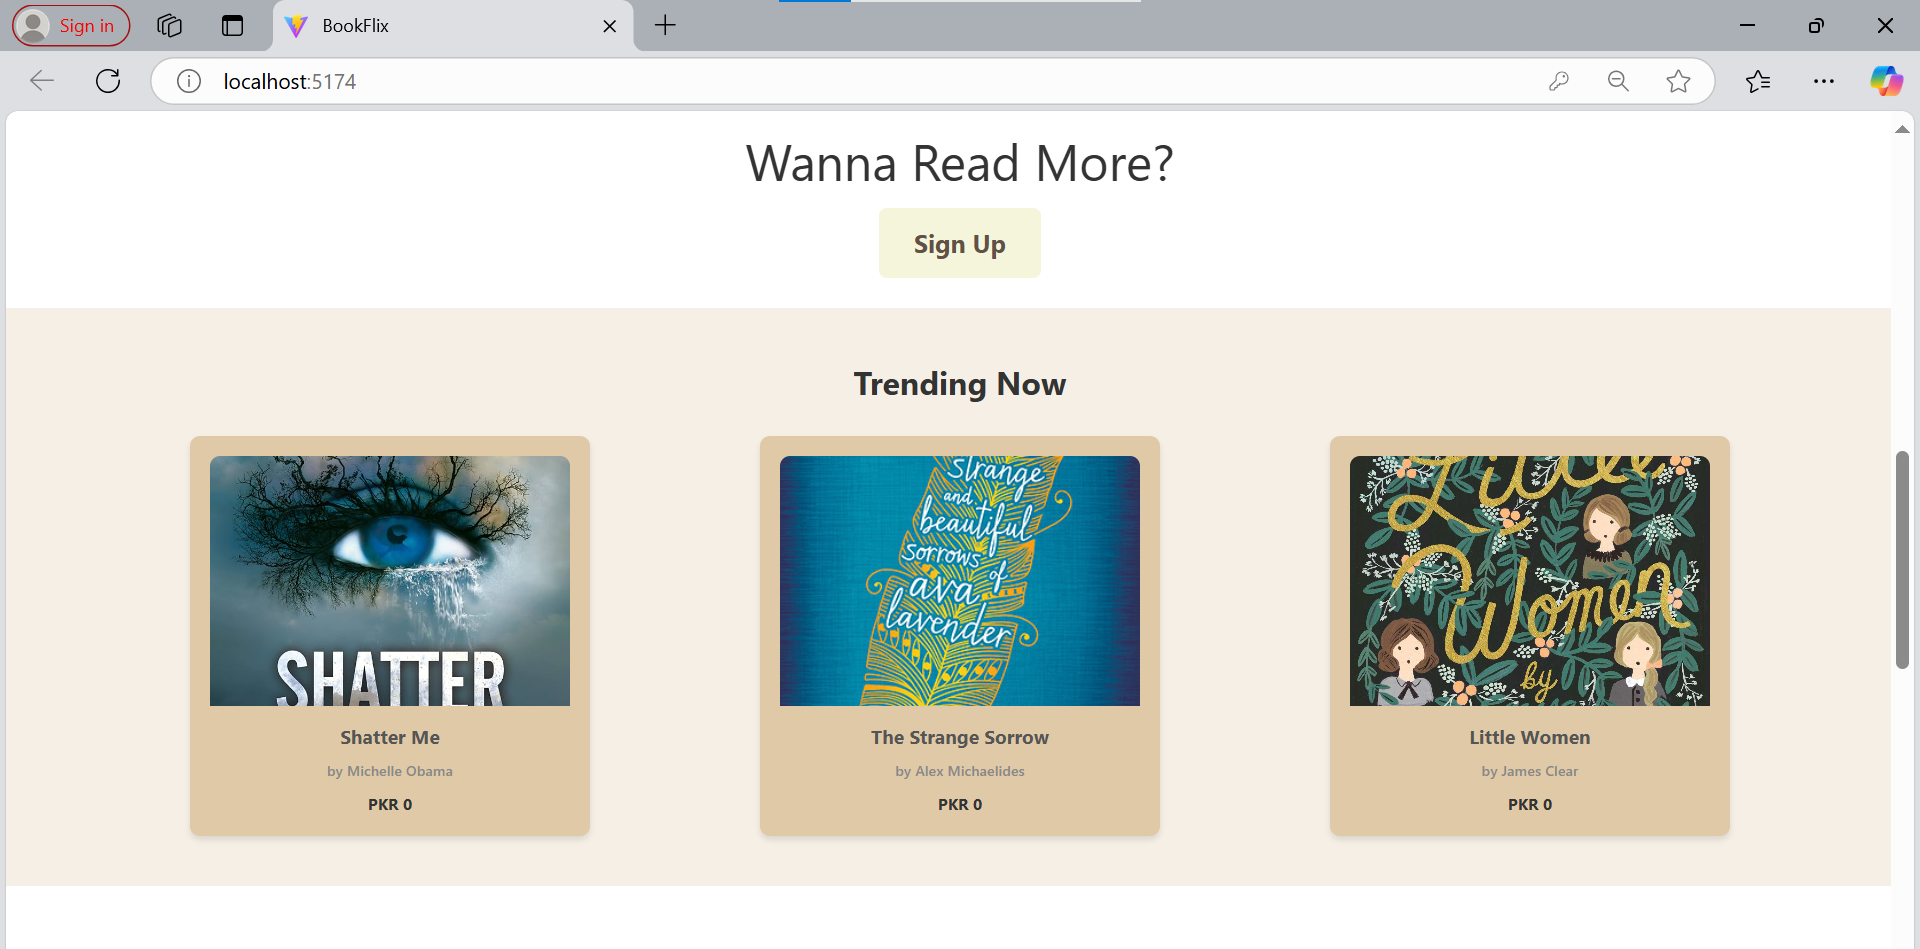 Sign in
BookFlix
localhost:5174
Wanna Read More?
Sign Up
Trending Now
SHATTER
Shatter Me
by Michelle Obama
PKR 0
strange
and
beautiful
sorrows of
ava
lavender
The Strange Sorrow
by Alex Michaelides
PKR 0
Little
Women
by
Little Women
by James Clear
PKR 0